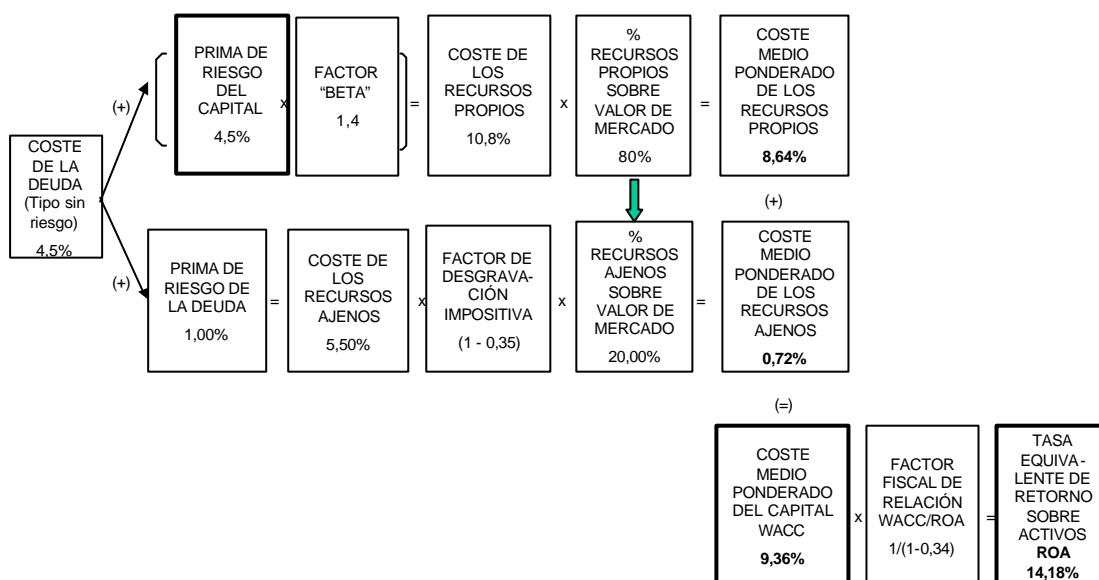 PRIMA DE
RIESGO
DEL
CAPITAL
4,5%
x
FACTOR
“BETA”
1,4
=
COSTE DE
LOS
RECURSOS
PROPIOS
10,8%
x
%
RECURSOS
PROPIOS
SOBRE
VALOR DE
MERCADO
80%
=
COSTE
MEDIO
PONDERADO
DE LOS
RECURSOS
PROPIOS
8,64%
(+)
COSTE
DE LA
DEUDA
(Tipo sin
riesgo)
4,5%
(+)
(+)
PRIMA DE
RIESGO DE
LA DEUDA
1,00%
=
COSTE DE
LOS
RECURSOS
AJENOS
5,50%
x
FACTOR DE
DESGRAVA-
CIÓN
IMPOSITIVA
(1 - 0,35)
x
%
RECURSOS
AJENOS
SOBRE
VALOR DE
MERCADO
20,00%
=
COSTE
MEDIO
PONDERADO
DE LOS
RECURSOS
AJENOS
0,72%
(=)
COSTE
MEDIO
PONDERADO
DEL CAPITAL
WACC
9,36%
x
FACTOR
FISCAL DE
RELACIÓN
WACC/ROA
1/(1-0,34)
=
TASA
EQUIVA-
LENTE DE
RETORNO
SOBRE
ACTIVOS
ROA
14,18%